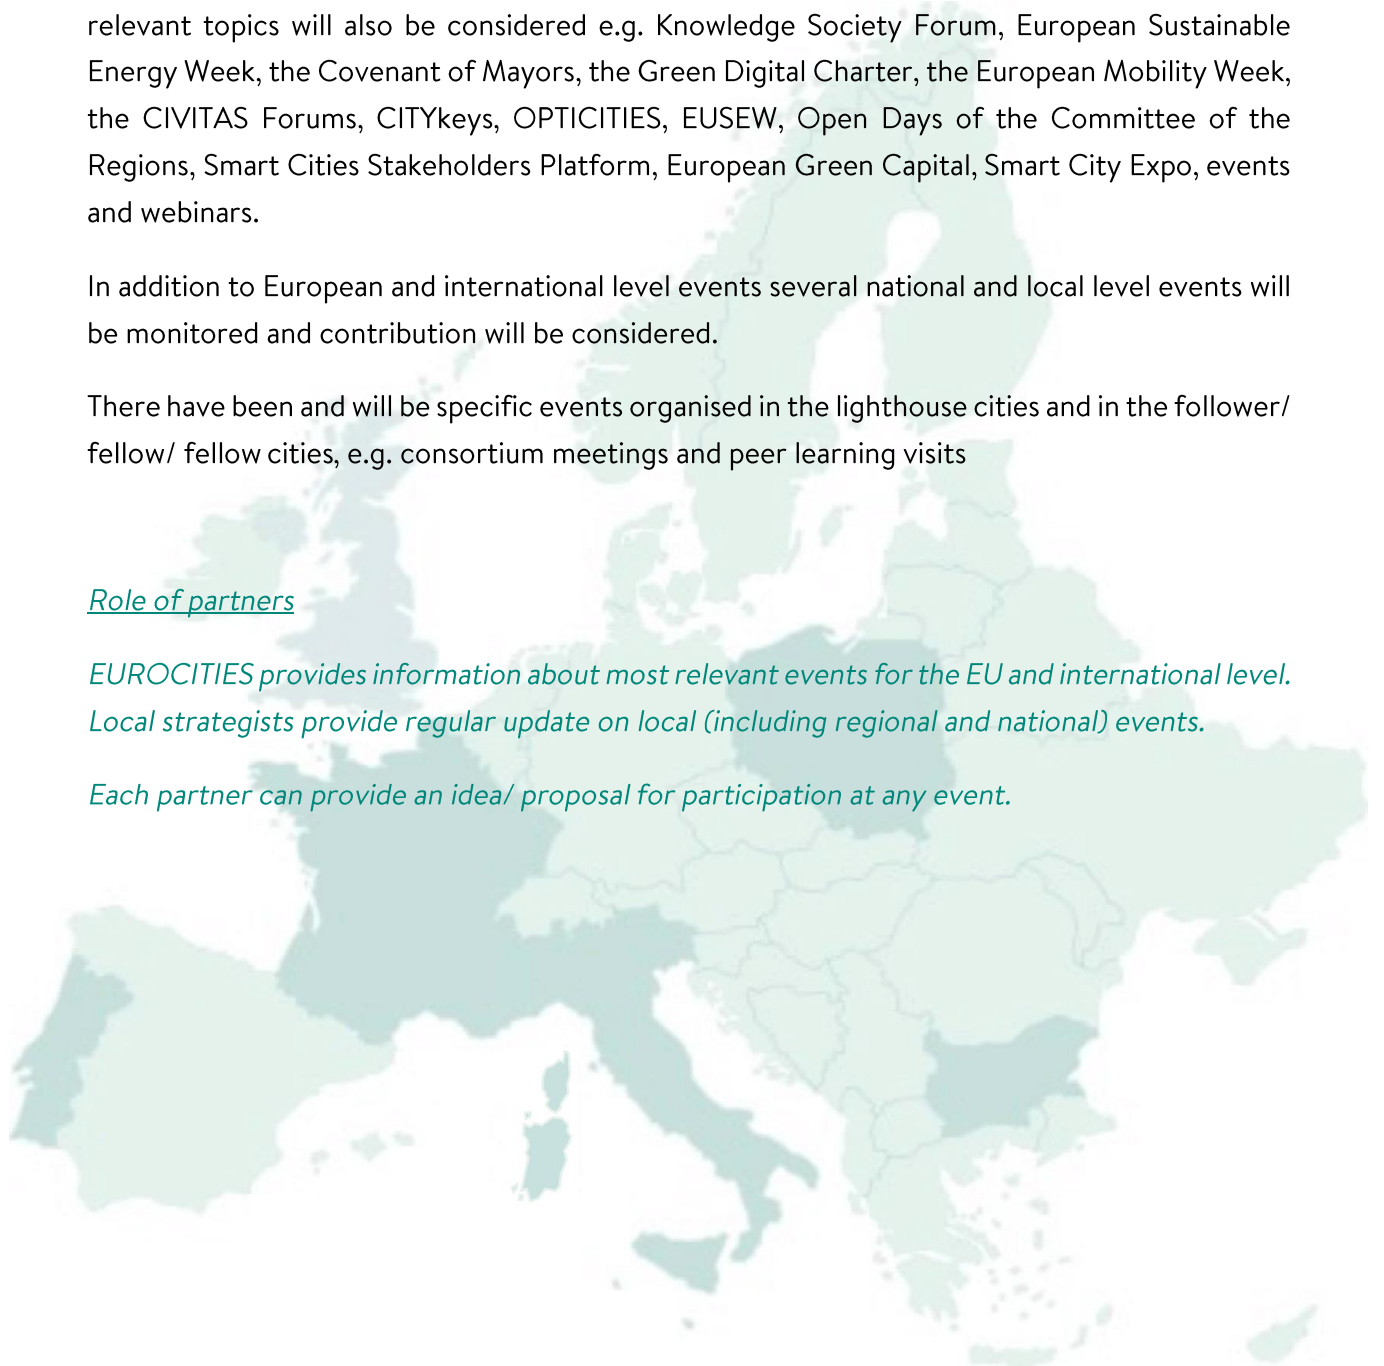 relevant topics will also be considered e.g. Knowledge Society Forum, European Sustainable
Energy Week, the Covenant of Mayors, the Green Digital Charter, the European Mobility Week,
the CIVITAS Forums, CITYkeys, OPTICITIES, EUSEW, Open Days of the Committee of the
Regions, Smart Cities Stakeholders Platform, European Green Capital, Smart City Expo, events
and webinars.
In addition to European and international level events several national and local level events will
be monitored and contribution will be considered.
There have been and will be specific events organised in the lighthouse cities and in the follower/
fellow/ fellow cities, e.g. consortium meetings and peer learning visits
Role of partners
EUROCITIES provides information about most relevant events for the EU and international level.
Local strategists provide regular update on local (including regional and national) events.
Each partner can provide an idea/ proposal for participation at any event.